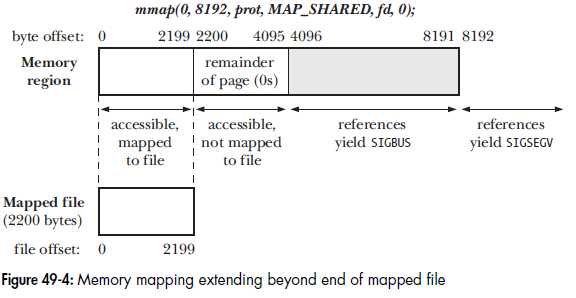 mmap(0, 8192, prot, MAP_SHARED, fd, 0);
byte offset: 0 2199 2200 4095 4096 8191 8192
Memory region
remainder of page (0s)
accessible, mapped to file
accessible, not mapped to file
references yield SIGBUS
references yield SIGSEGV
Mapped file
(2200 bytes)
file offset: 0 2199
Figure 49-4: Memory mapping extending beyond end of mapped file